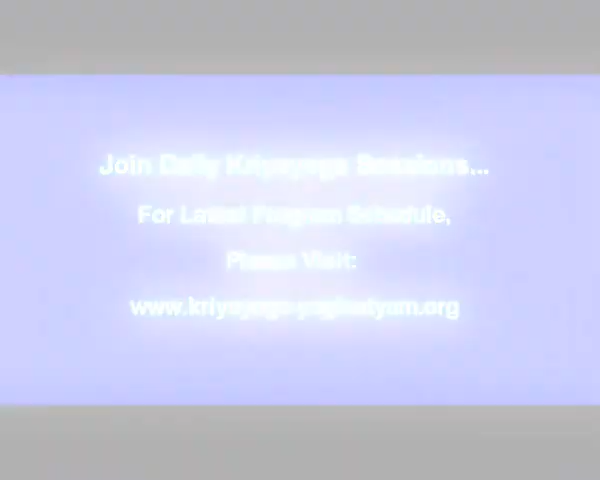 Join Daily Kriyayoga Sessions...
For Latest Program Schedule,
Please Visit: